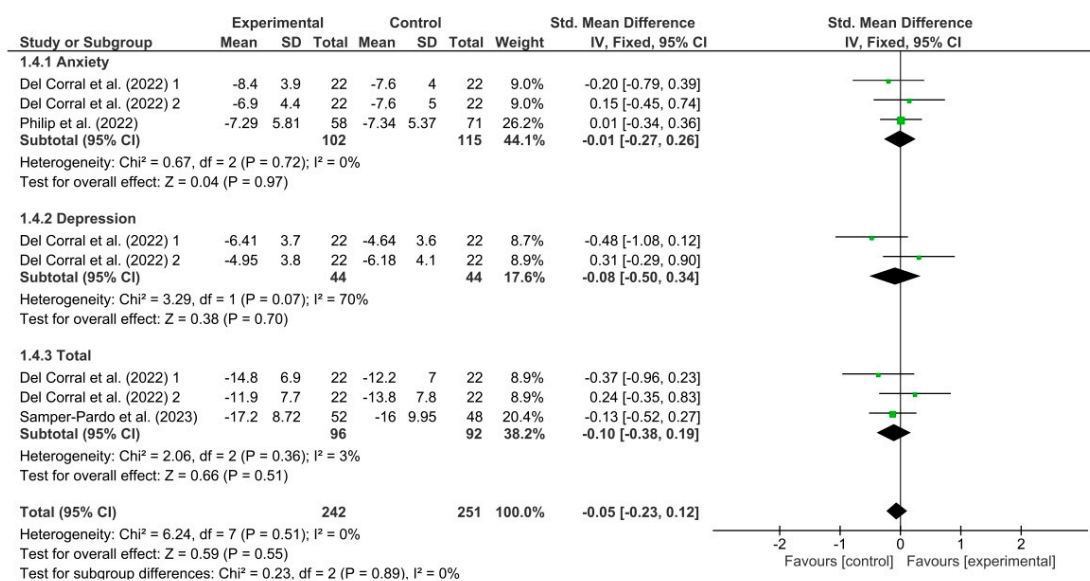 Experimental Control Std. Mean Difference Std. Mean Difference
Study or Subgroup Mean SD Total Mean SD Total Weight IV, Fixed, 95% CI IV, Fixed, 95% CI
1.4.1 Anxiety
Del Corral et al. (2022) 1 -8.4 3.9 22 -7.6 4 22 9.0% -0.20 [-0.79, 0.39]
Del Corral et al. (2022) 2 -6.9 4.4 22 -7.6 5 22 9.0% 0.15 [-0.45, 0.74]
Philip et al. (2022) -7.29 5.81 58 -7.34 5.37 71 26.2% 0.01 [-0.34, 0.36]
Subtotal (95% CI) 102 115 44.1% -0.01 [-0.27, 0.26]
Heterogeneity: Chi² = 0.67, df = 2 (P = 0.72); I² = 0%
Test for overall effect: Z = 0.04 (P = 0.97)
1.4.2 Depression
Del Corral et al. (2022) 1 -6.41 3.7 22 -4.64 3.6 22 8.7% -0.48 [-1.08, 0.12]
Del Corral et al. (2022) 2 -4.95 3.8 22 -6.18 4.1 22 8.9% 0.31 [-0.29, 0.90]
Subtotal (95% CI) 44 44 17.6% -0.08 [-0.50, 0.34]
Heterogeneity: Chi² = 3.29, df = 1 (P = 0.07); I² = 70%
Test for overall effect: Z = 0.38 (P = 0.70)
1.4.3 Total
Del Corral et al. (2022) 1 -14.8 6.9 22 -12.2 7 22 8.9% -0.37 [-0.96, 0.23]
Del Corral et al. (2022) 2 -11.9 7.7 22 -13.8 7.8 22 8.9% 0.24 [-0.35, 0.83]
Samper-Pardo et al. (2023) -17.2 8.72 52 -16 9.95 48 20.4% -0.13 [-0.52, 0.27]
Subtotal (95% CI) 96 92 38.2% -0.10 [-0.38, 0.19]
Heterogeneity: Chi² = 2.06, df = 2 (P = 0.36); I² = 3%
Test for overall effect: Z = 0.66 (P = 0.51)
Total (95% CI) 242 251 100.0% -0.05 [-0.23, 0.12]
Heterogeneity: Chi² = 6.24, df = 7 (P = 0.51); I² = 0%
Test for overall effect: Z = 0.59 (P = 0.55)
Test for subgroup differences: Chi² = 0.23, df = 2 (P = 0.89), I² = 0%
-2 -1 0 1 2
Favours [control] Favours [experimental]